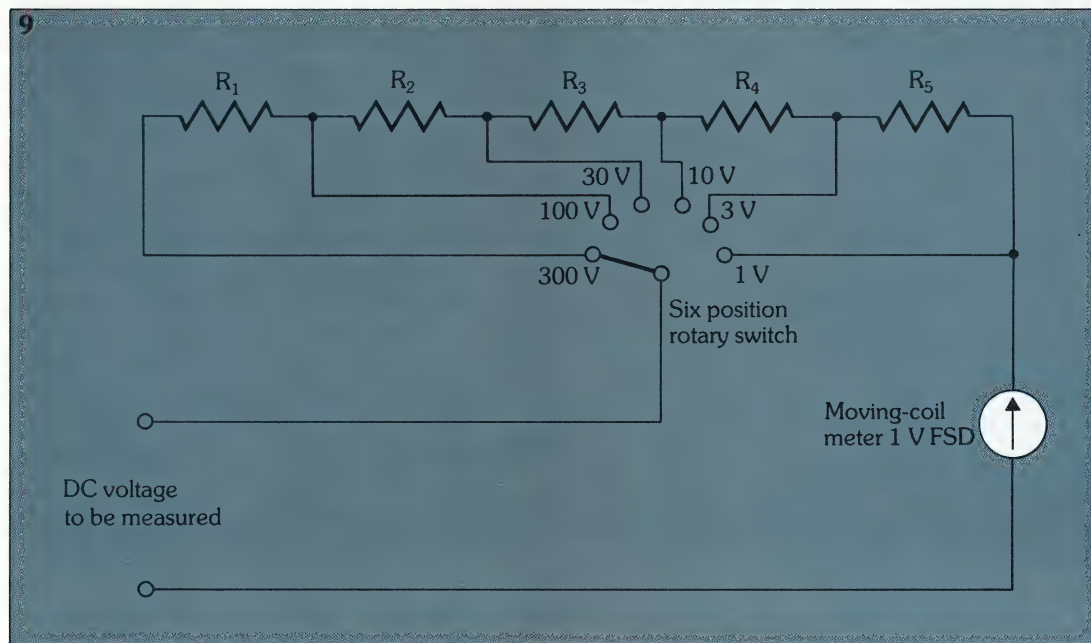 9
R₁
R₂
R₃
R₄
R₅
30 V
10 V
100 V
3 V
300 V
1 V
Six position
rotary switch
Moving-coil
meter 1 V FSD
DC voltage
to be measured